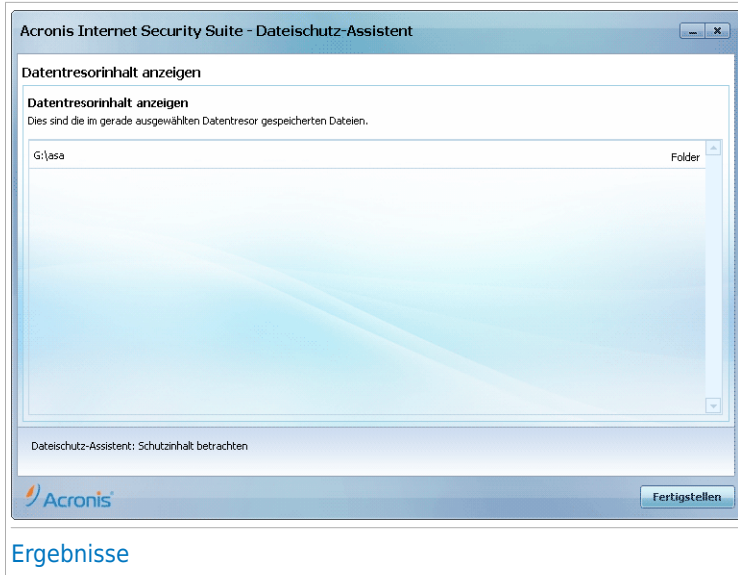 Acronis Internet Security Suite - Dateischutz-Assistent
Datentresorinhalt anzeigen
Datentresorinhalt anzeigen
Dies sind die im gerade ausgewählten Datentresor gespeicherten Dateien.
G:\asa Folder
Dateischutz-Assistent: Schutzinhalt betrachten
Acronis
Fertigstellen
Ergebnisse